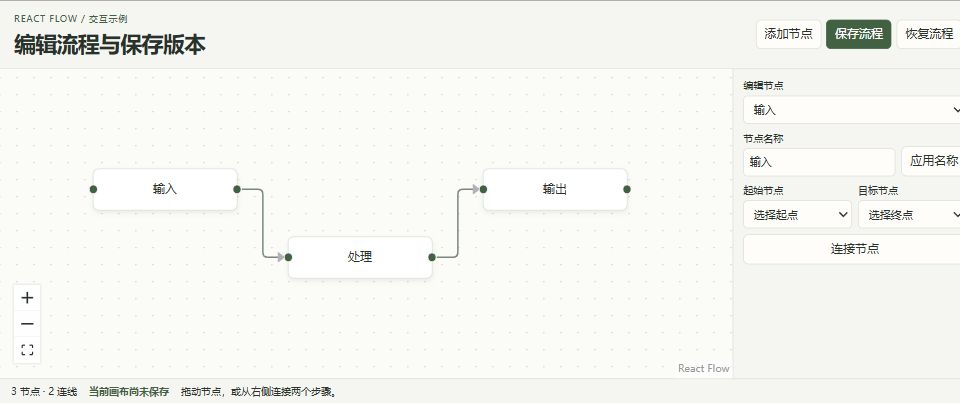 REACT FLOW / 交互示例
编辑流程与保存版本
添加节点
保存流程
恢复流程
编辑节点
输入
节点名称
输入
应用名称
起始节点
目标节点
选择起点
选择终点
连接节点
输入
输出
处理
React Flow
3 节点 · 2 连线 当前画布尚未保存 拖动节点，或从右侧连接两个步骤。